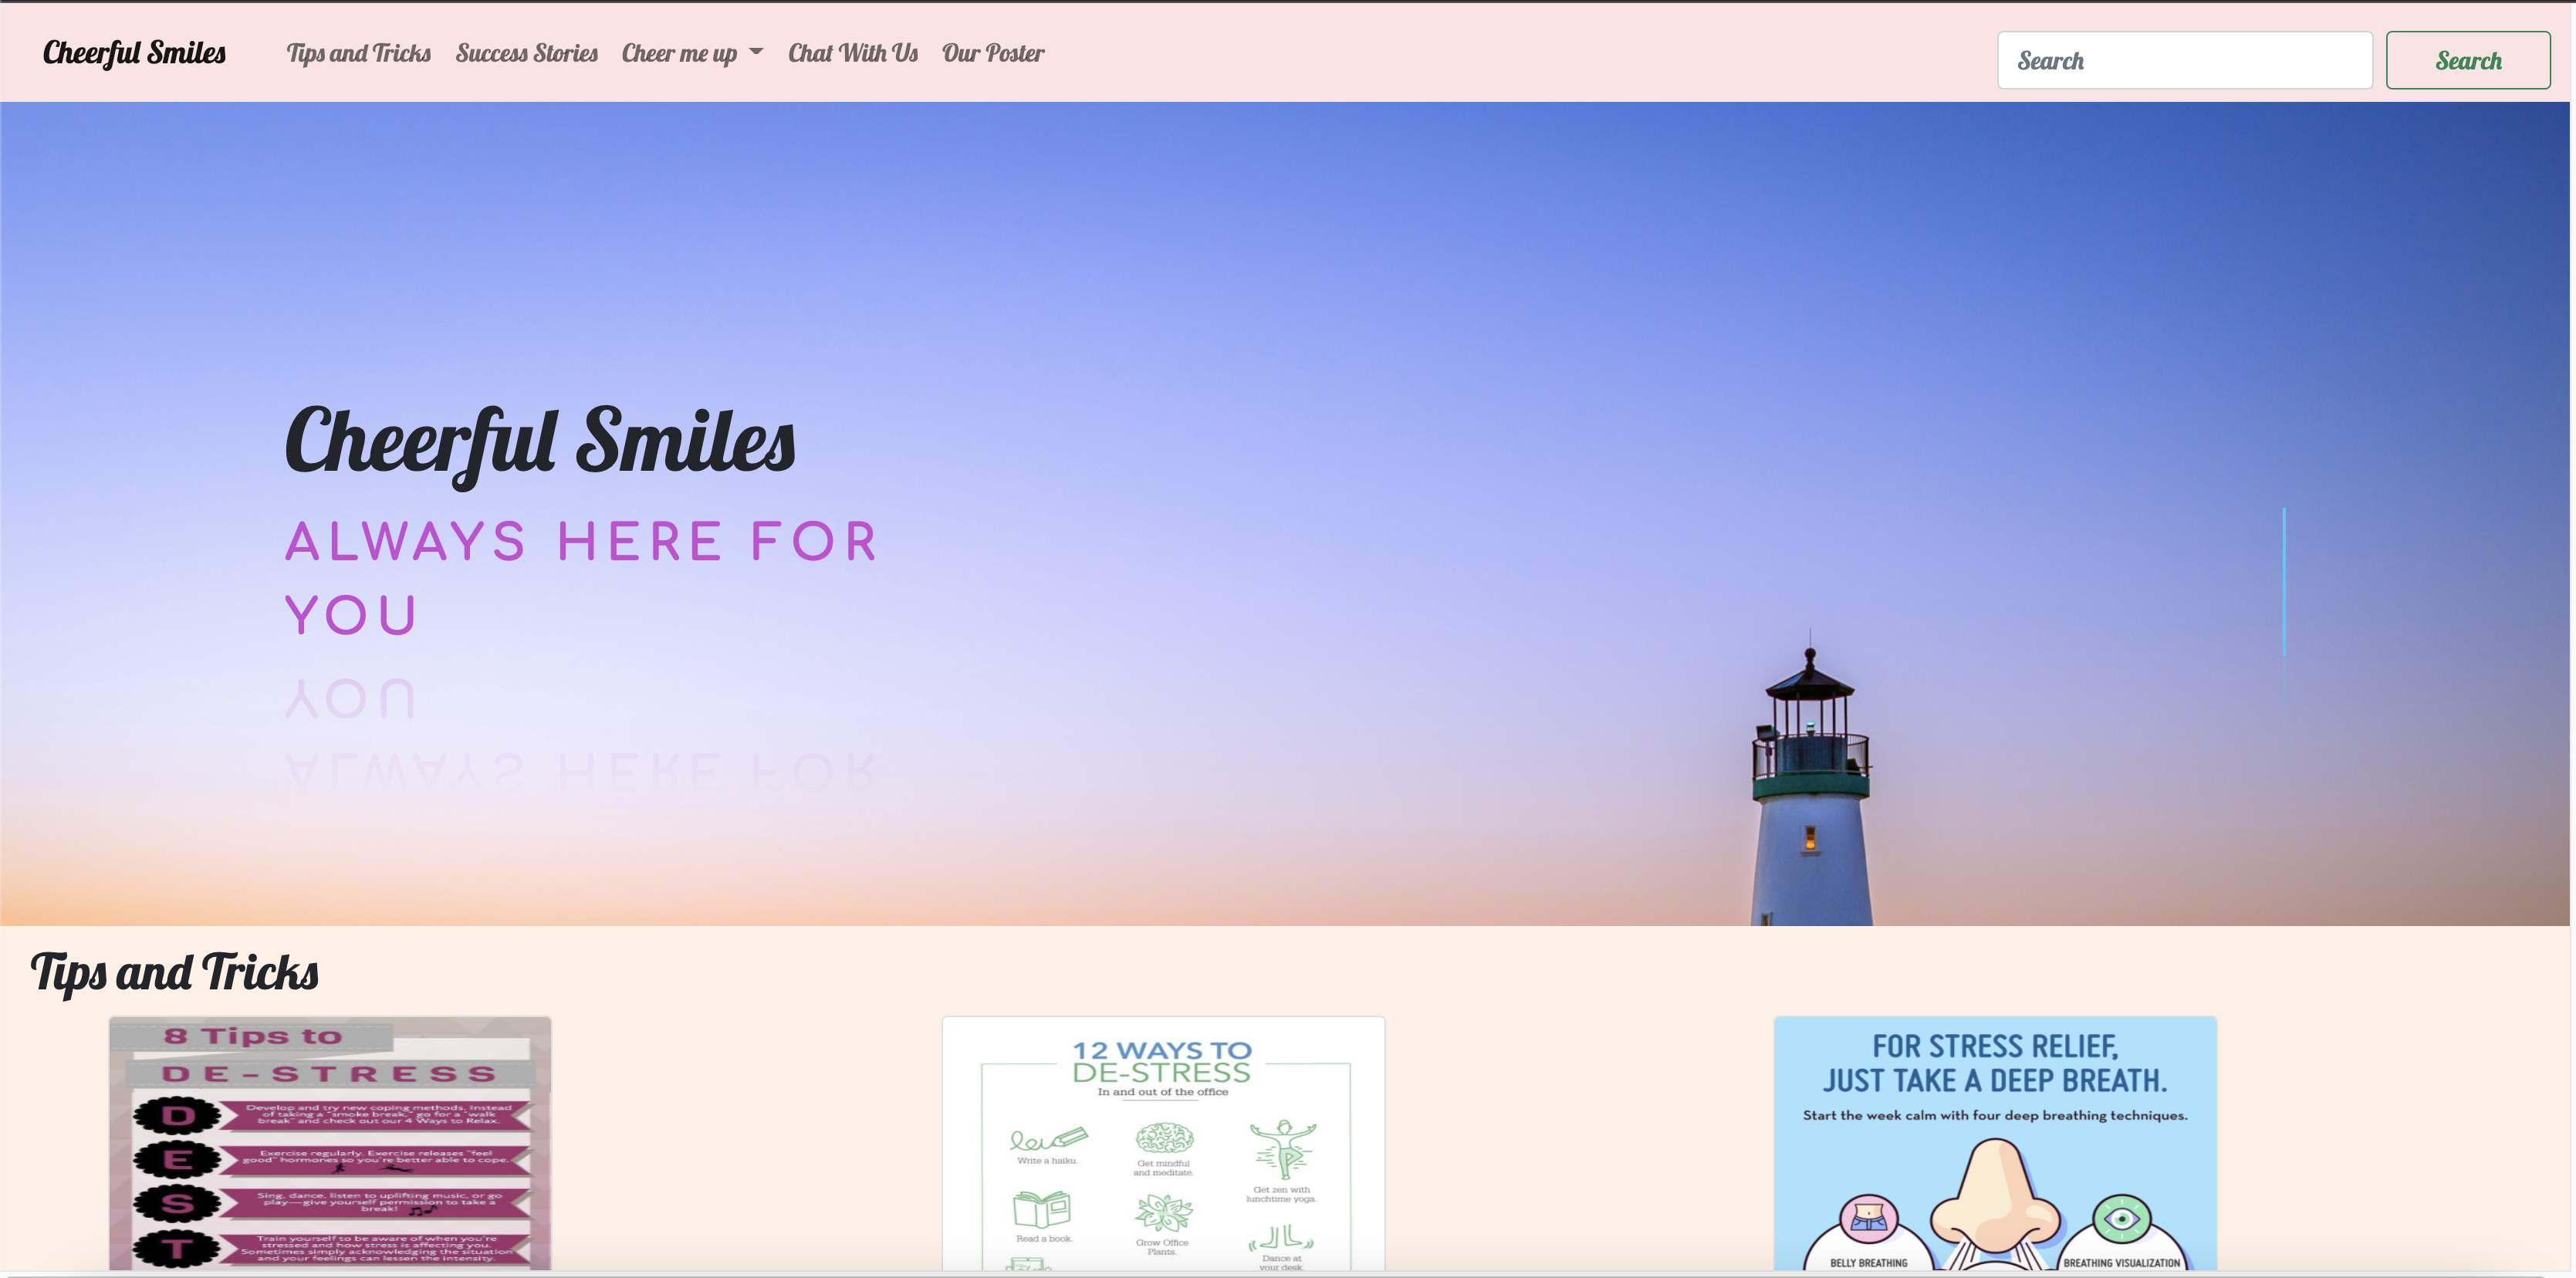 Cheerful Smiles
Tips and Tricks
Success Stories
Cheer me up
Chat With Us
Our Poster
Search
Search
Cheerful Smiles
ALWAYS HERE FOR
YOU
YOU
ALWAYS HERE FOR
Tips and Tricks
8 Tips to
DE-STRESS
D
Develop and try new coping methods. Instead
of taking a "smoke break," go for a "walk
break" and check out our 4 Ways to Relax.
E
Exercise regularly. Exercise releases "feel
good" hormones so you're better able to cope.
S
Sing, dance, listen to uplifting music, or go
play—give yourself permission to take a
break!
T
Train yourself to be aware of when you're
stressed and how stress is affecting you.
Sometimes simply acknowledging the situation
and your feelings can lessen the intensity.
12 WAYS TO
DE-STRESS
In and out of the office
Write a haiku.
Get mindful
and meditate.
Get zen with
lunchtime yoga.
Read a book.
Grow Office
Plants.
Dance at
your desk.
FOR STRESS RELIEF,
JUST TAKE A DEEP BREATH.
Start the week calm with four deep breathing techniques.
BELLY BREATHING
BREATHING VISUALIZATION